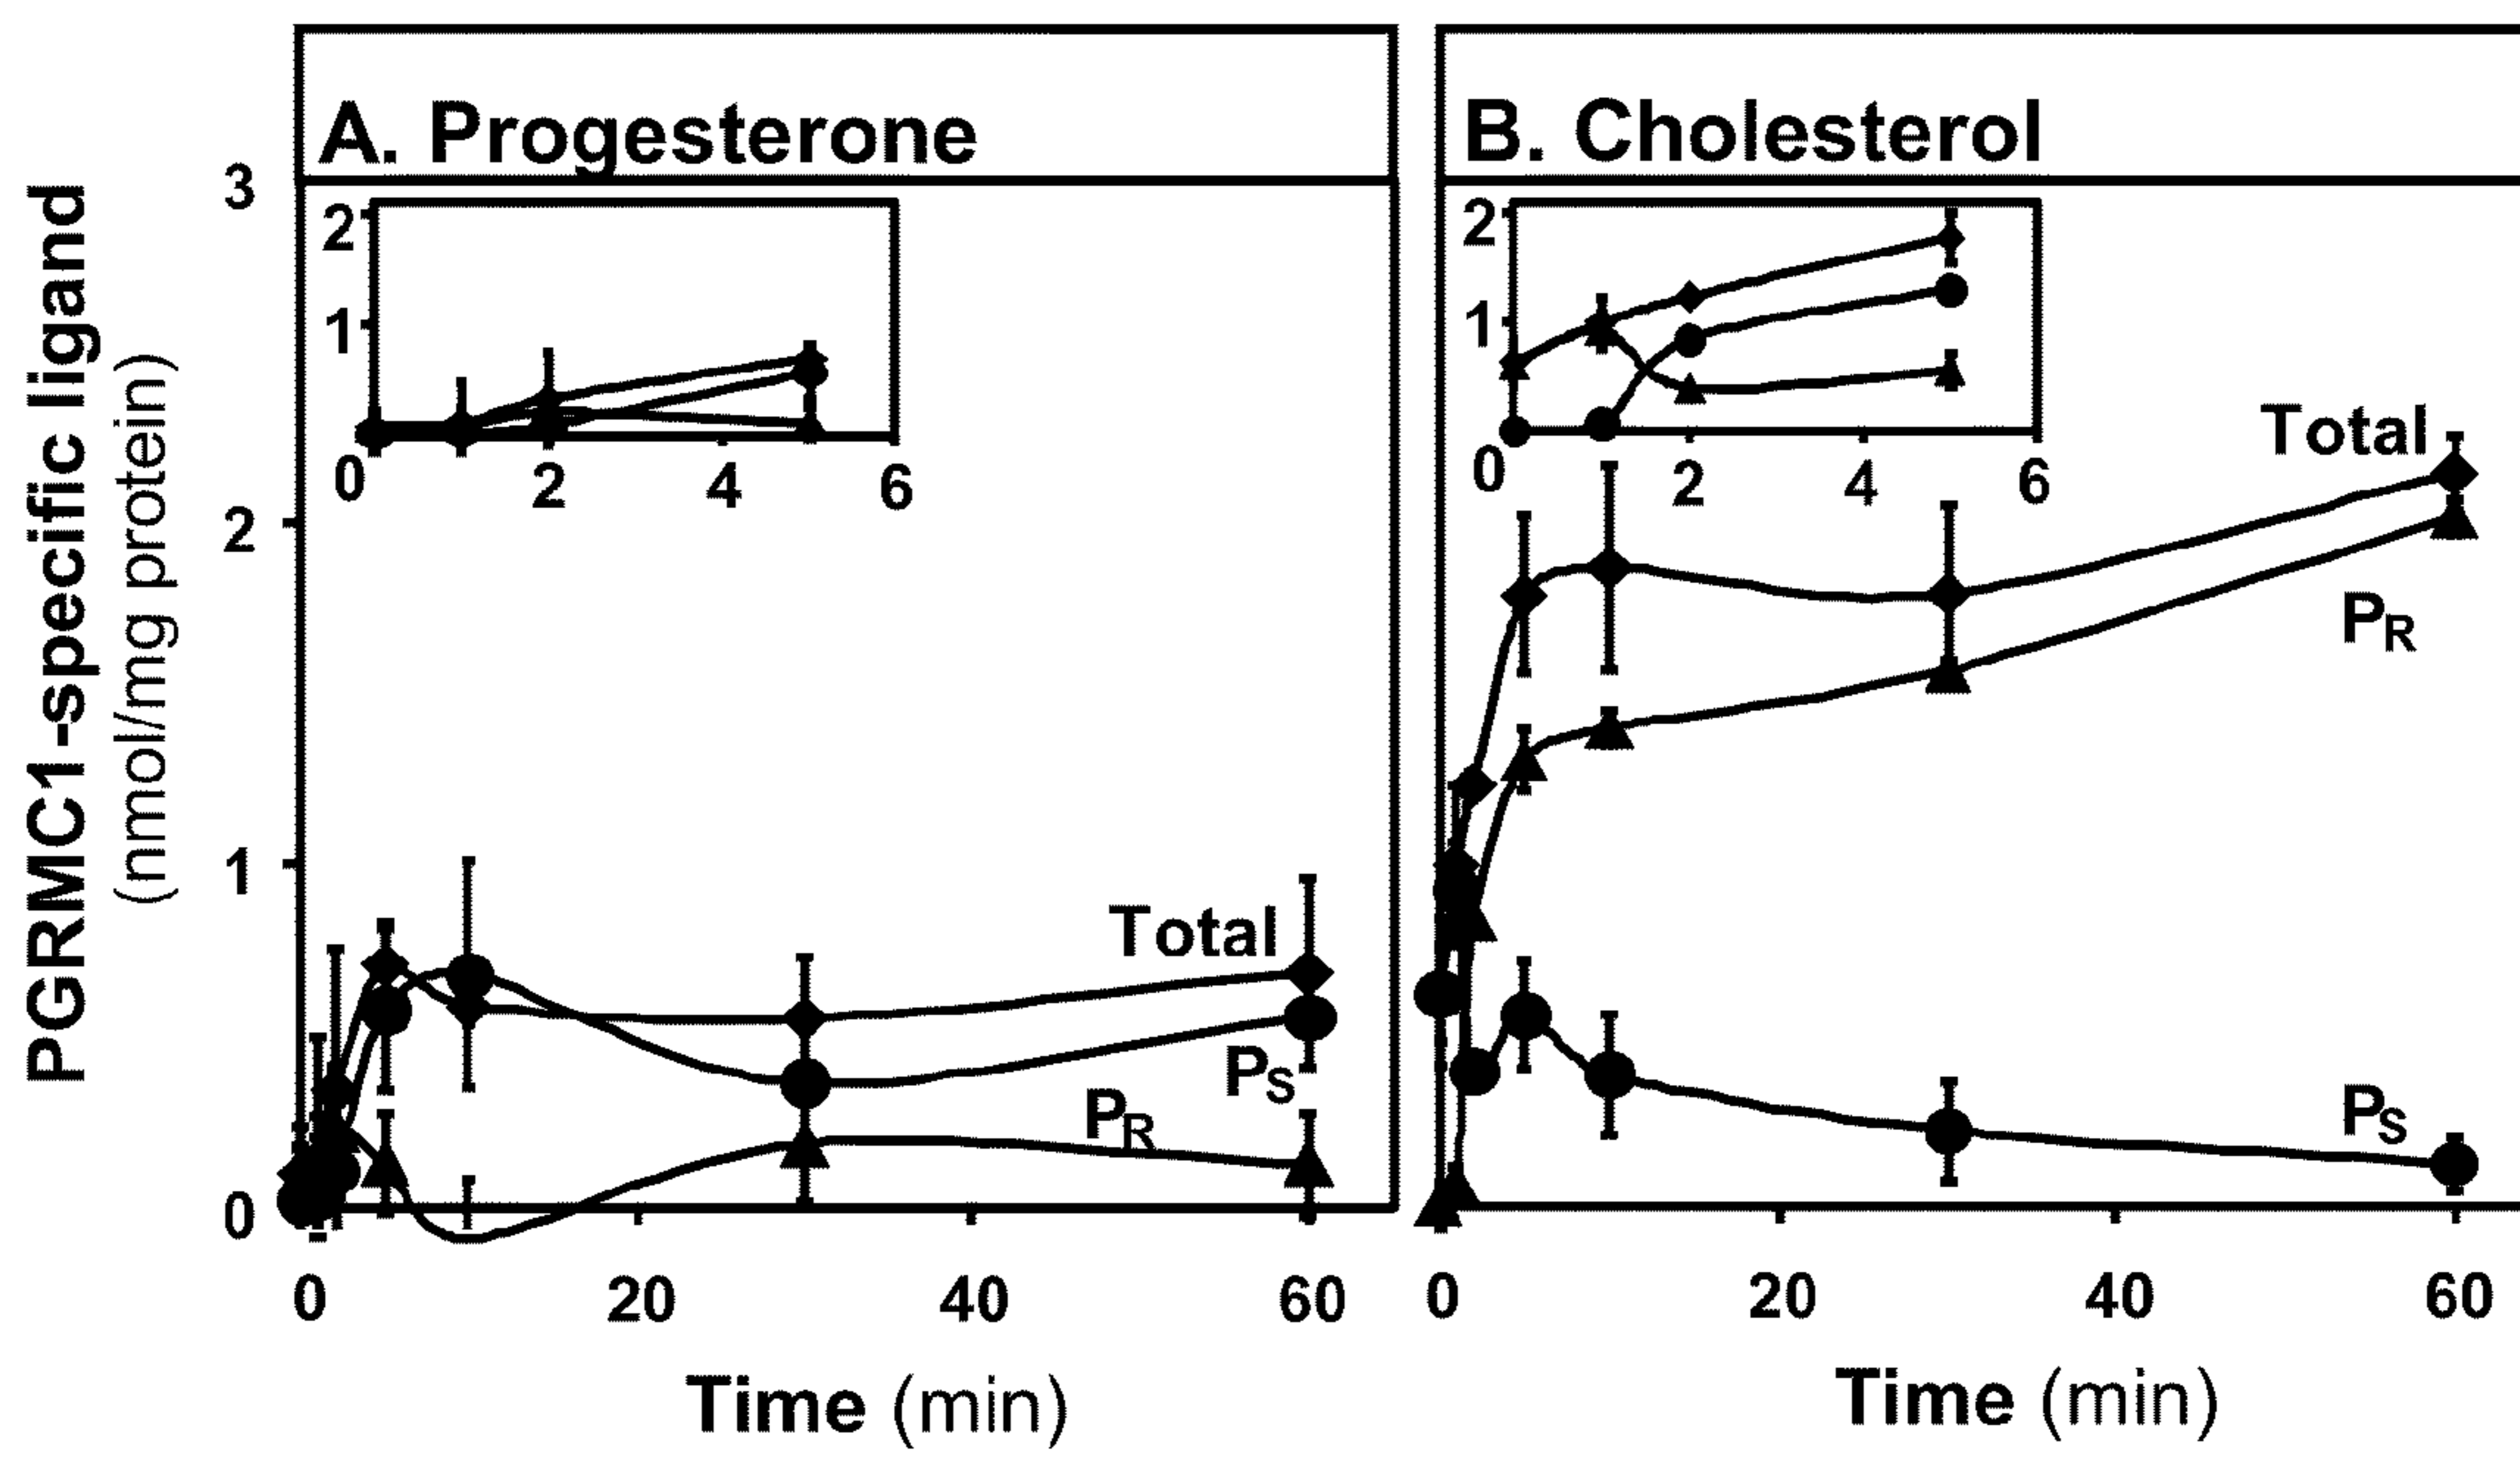 PGRMC1-specific ligand
(nmol/mg protein)
A. Progesterone
3
2
1
0
2
1
0
2
4
6
Total
PS
PR
0
20
40
60
Time (min)
B. Cholesterol
2
1
0
2
4
6
Total
PR
PS
0
20
40
60
Time (min)